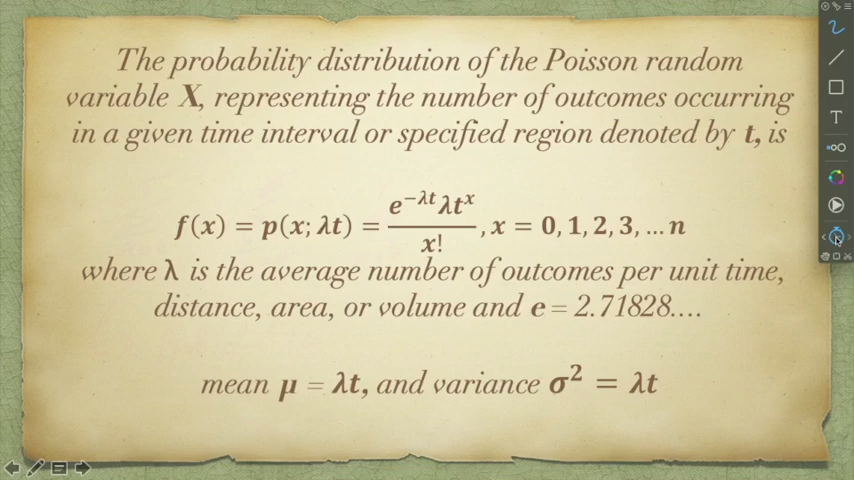 The probability distribution of the Poisson random
variable X, representing the number of outcomes occurring
in a given time interval or specified region denoted by t, is
f(x) = p(x; λt) = e^{-λt} λt^x / x! , x = 0, 1, 2, 3, … n
where λ is the average number of outcomes per unit time,
distance, area, or volume and e = 2.71828….
mean μ = λt, and variance σ² = λt
T